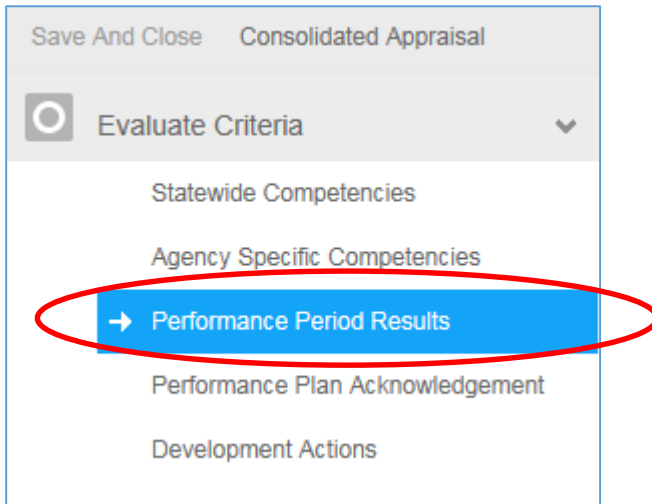 Save And Close Consolidated Appraisal
Evaluate Criteria
Statewide Competencies
Agency Specific Competencies
Performance Period Results
Performance Plan Acknowledgement
Development Actions